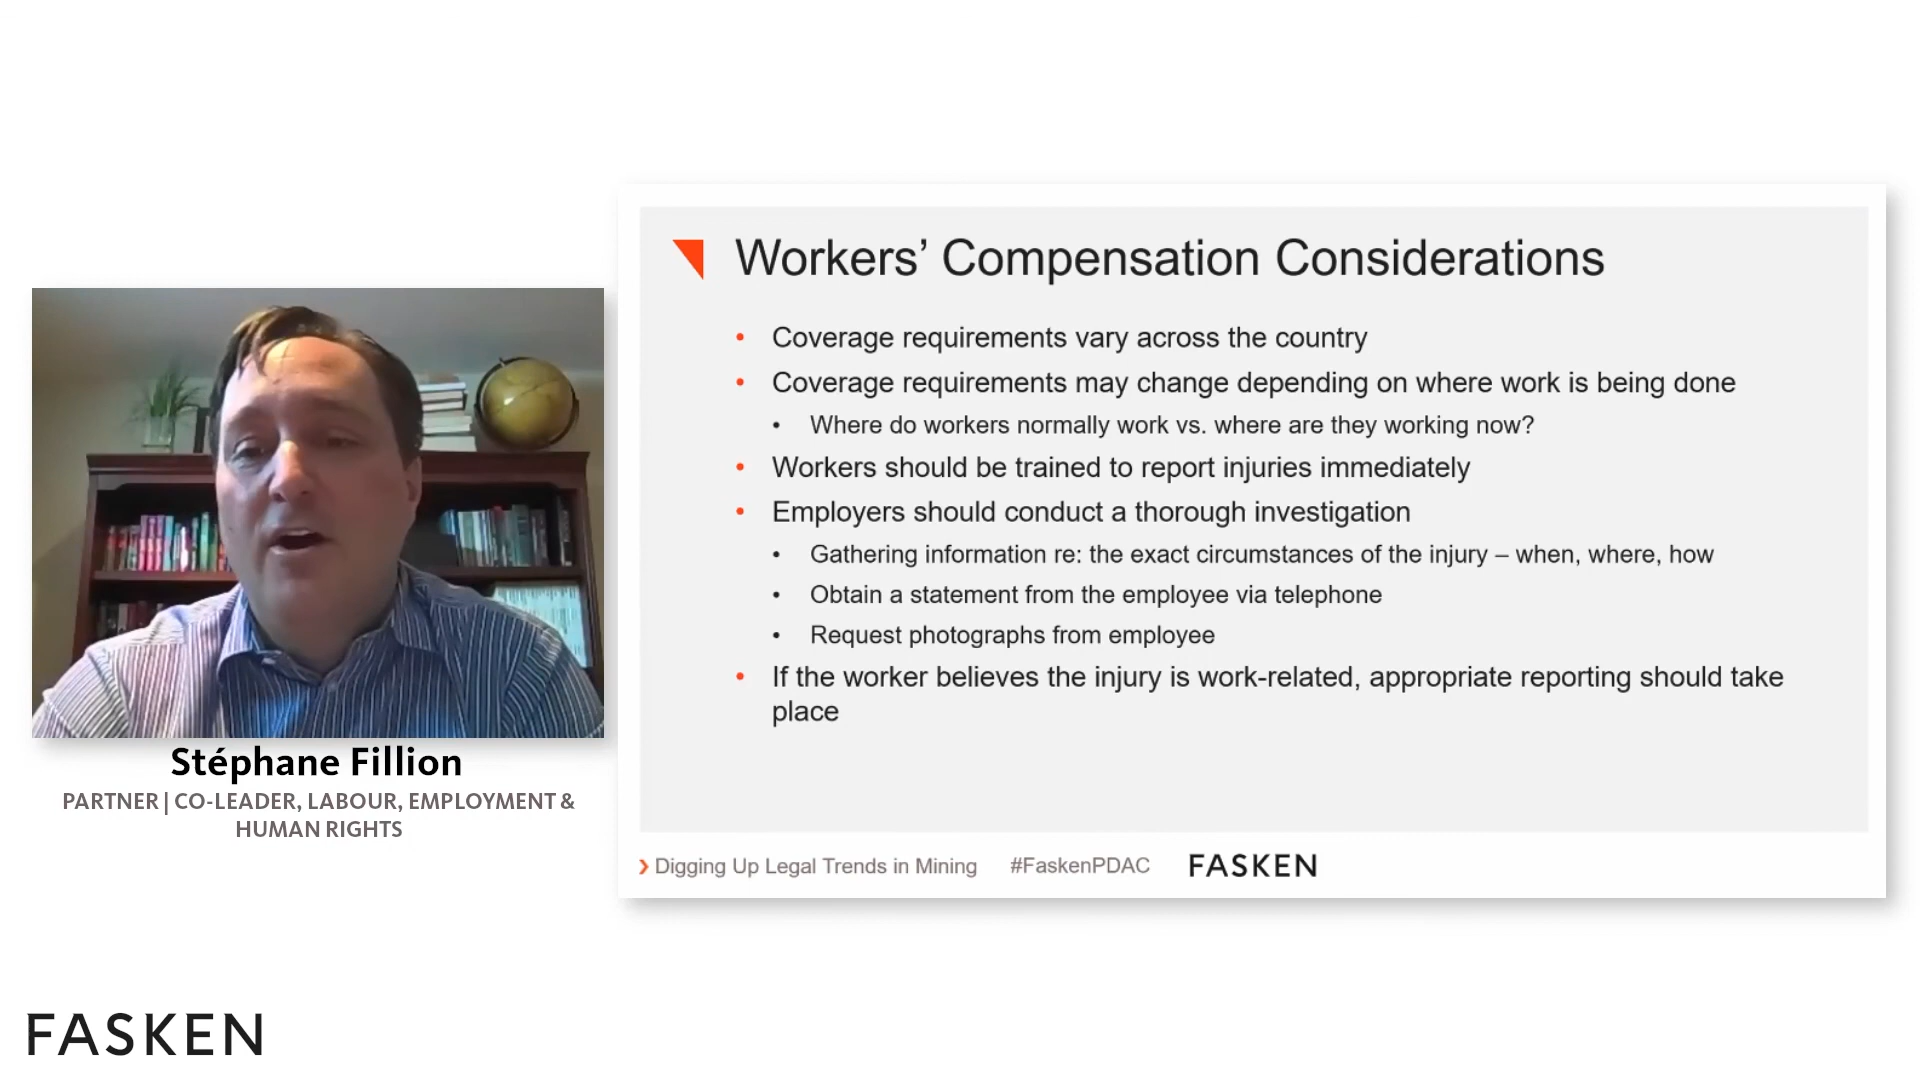 Workers’ Compensation Considerations
• Coverage requirements vary across the country
• Coverage requirements may change depending on where work is being done
• Where do workers normally work vs. where are they working now?
• Workers should be trained to report injuries immediately
• Employers should conduct a thorough investigation
• Gathering information re: the exact circumstances of the injury – when, where, how
• Obtain a statement from the employee via telephone
• Request photographs from employee
• If the worker believes the injury is work-related, appropriate reporting should take
place
Stéphane Fillion
PARTNER | CO-LEADER, LABOUR, EMPLOYMENT &
HUMAN RIGHTS
Digging Up Legal Trends in Mining #FaskenPDAC FASKEN
FASKEN